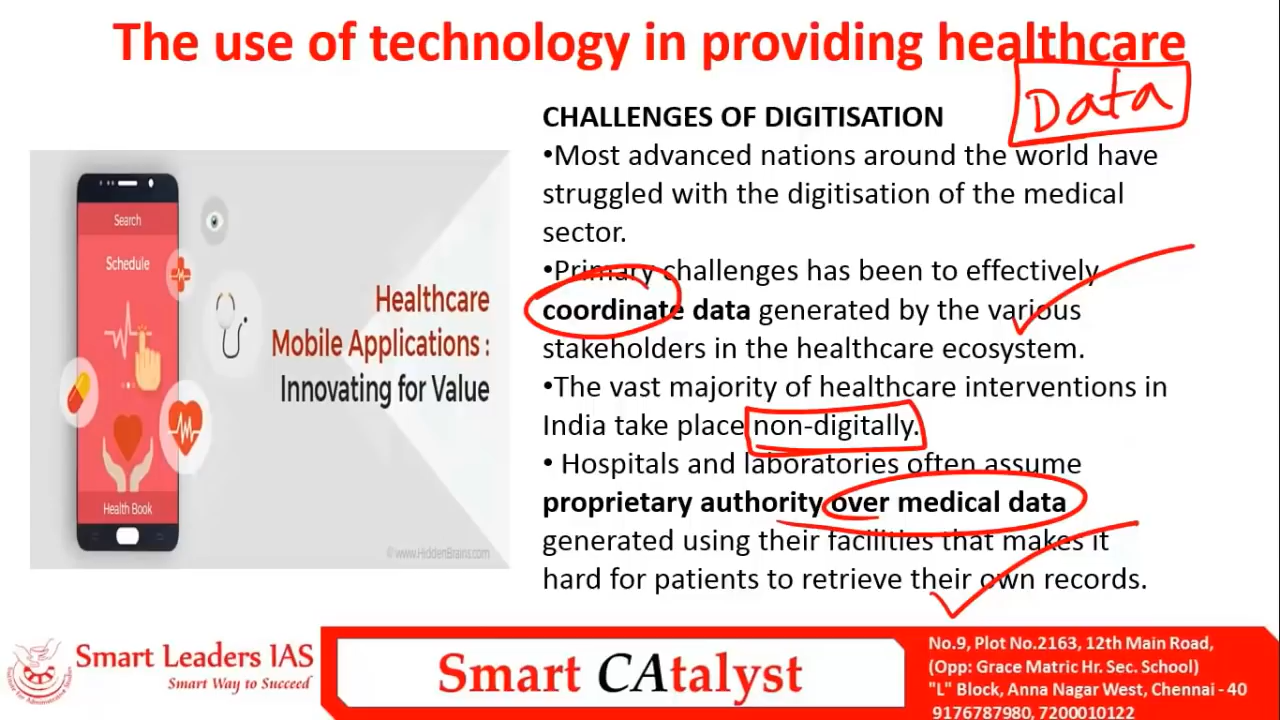 The use of technology in providing healthcare
Data
CHALLENGES OF DIGITISATION
•Most advanced nations around the world have
struggled with the digitisation of the medical
sector.
•Primary challenges has been to effectively
coordinate data generated by the various
stakeholders in the healthcare ecosystem.
•The vast majority of healthcare interventions in
India take place non-digitally.
• Hospitals and laboratories often assume
proprietary authority over medical data
generated using their facilities that makes it
hard for patients to retrieve their own records.
Search
Schedule
Health Book
Healthcare
Mobile Applications :
Innovating for Value
© www.HiddenBrains.com
Smart Leaders IAS
Smart Way to Succeed
Smart CAtalyst
No.9, Plot No.2163, 12th Main Road,
(Opp: Grace Matric Hr. Sec. School)
"L" Block, Anna Nagar West, Chennai - 40
9176787980, 7200010122